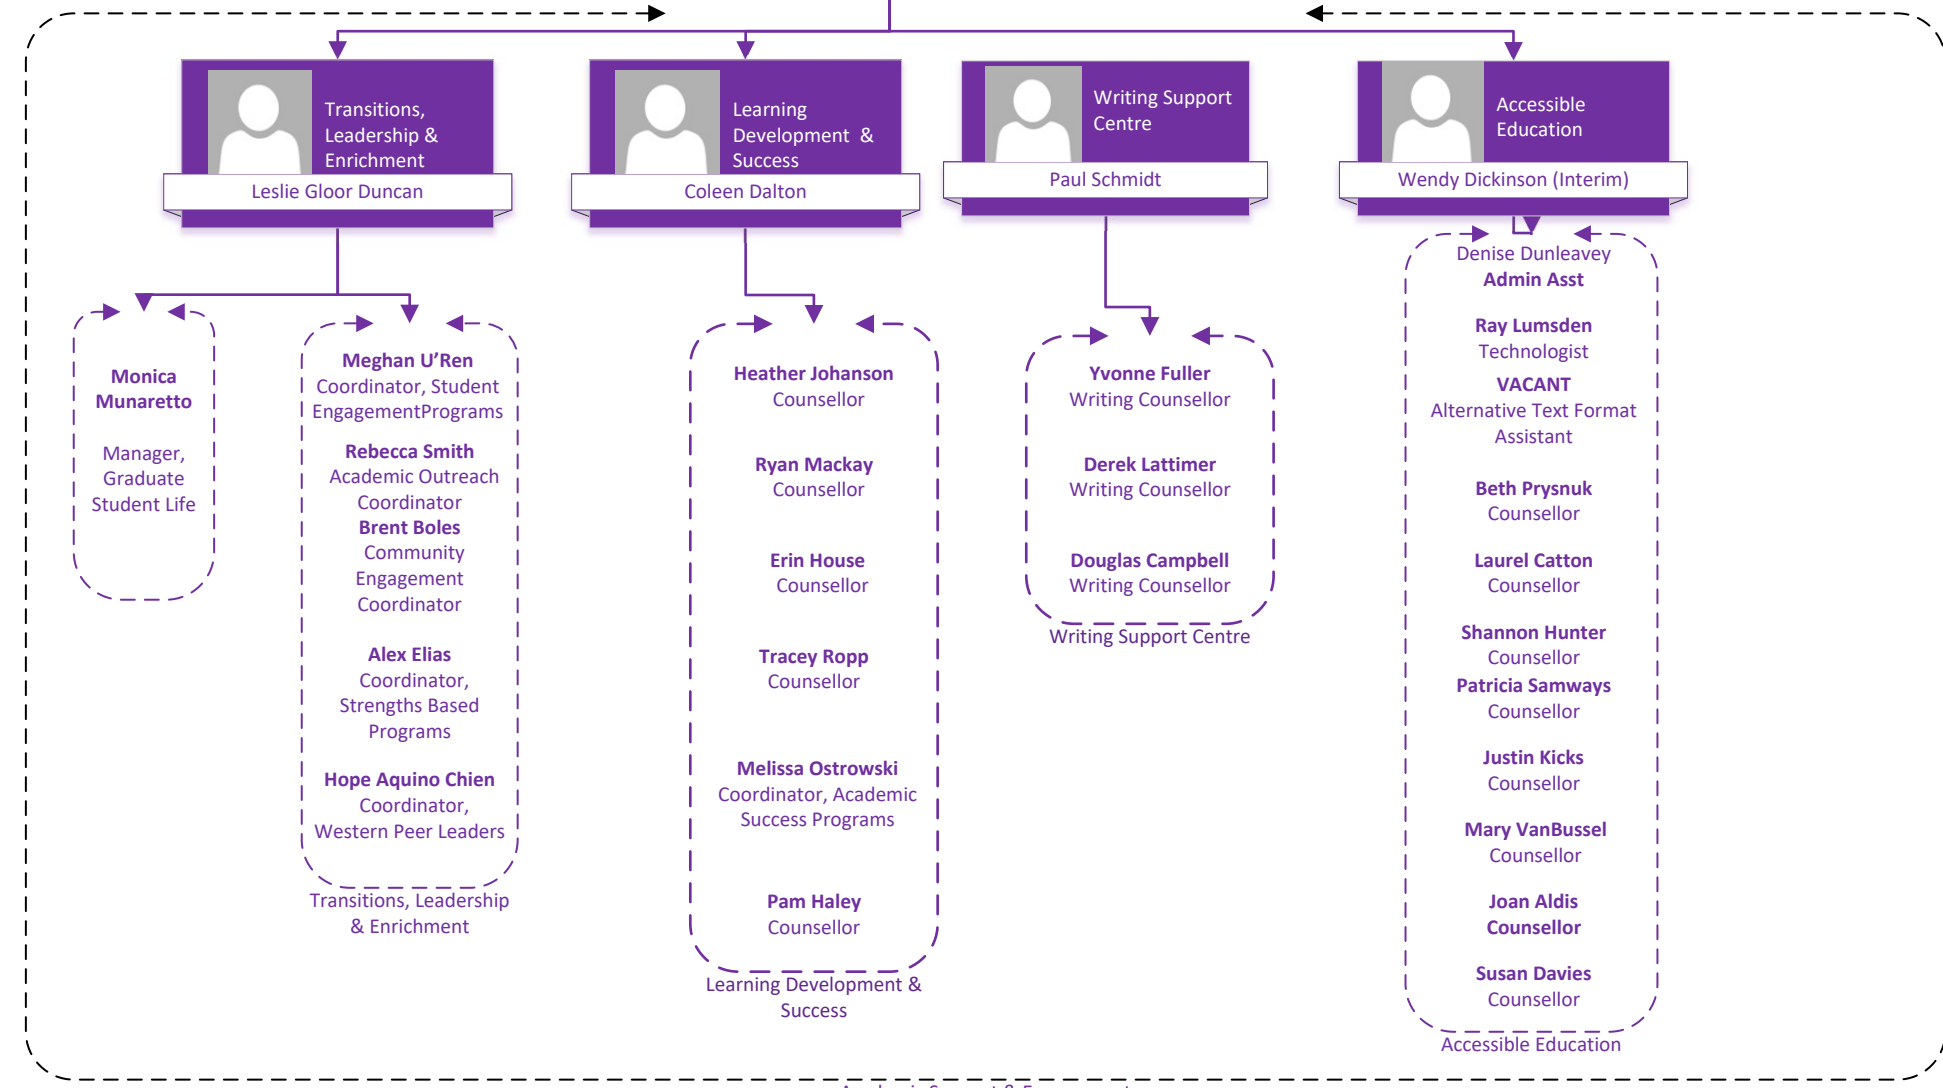 Transitions,
Leadership &
Enrichment
Leslie Gloor Duncan
Learning
Development  &
Success
Coleen Dalton
Writing Support
Centre
Paul Schmidt
Accessible
Education
Wendy Dickinson (Interim)
Monica
Munaretto
Manager,
Graduate
Student Life
Meghan U’Ren
Coordinator, Student
EngagementPrograms
Rebecca Smith
Academic Outreach
Coordinator
Brent Boles
Community
Engagement
Coordinator
Alex Elias
Coordinator,
Strengths Based
Programs
Hope Aquino Chien
Coordinator,
Western Peer Leaders
Transitions, Leadership
& Enrichment
Heather Johanson
Counsellor
Ryan Mackay
Counsellor
Erin House
Counsellor
Tracey Ropp
Counsellor
Melissa Ostrowski
Coordinator, Academic
Success Programs
Pam Haley
Counsellor
Learning Development &
Success
Yvonne Fuller
Writing Counsellor
Derek Lattimer
Writing Counsellor
Douglas Campbell
Writing Counsellor
Writing Support Centre
Denise Dunleavey
Admin Asst
Ray Lumsden
Technologist
VACANT
Alternative Text Format
Assistant
Beth Prysnuk
Counsellor
Laurel Catton
Counsellor
Shannon Hunter
Counsellor
Patricia Samways
Counsellor
Justin Kicks
Counsellor
Mary VanBussel
Counsellor
Joan Aldis
Counsellor
Susan Davies
Counsellor
Accessible Education